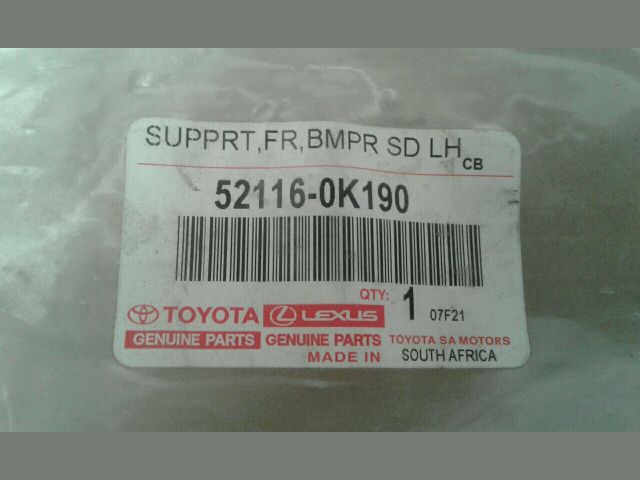 SUPPRT,FR,BMPR SD LH
CB
52116-0K190
QTY: 1 07F21
TOYOTA LEXUS
GENUINE PARTS GENUINE PARTS TOYOTA SA MOTORS
MADE IN SOUTH AFRICA